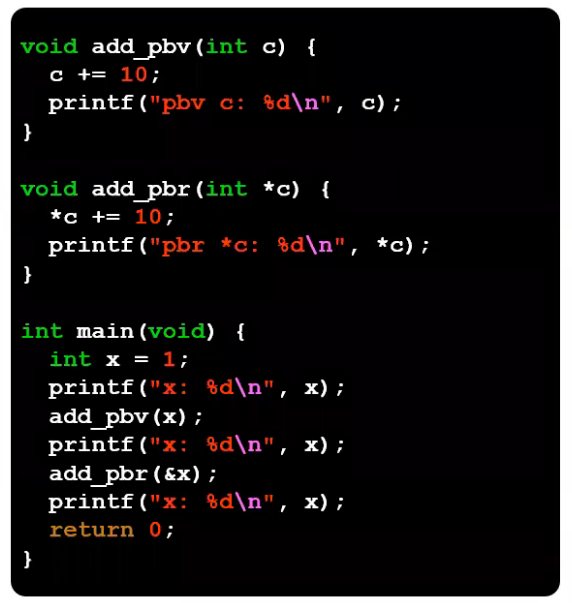 void add_pbv(int c) {
  c += 10;
  printf("pbv c: %d\n", c);
}

void add_pbr(int *c) {
  *c += 10;
  printf("pbr *c: %d\n", *c);
}

int main(void) {
  int x = 1;
  printf("x: %d\n", x);
  add_pbv(x);
  printf("x: %d\n", x);
  add_pbr(&x);
  printf("x: %d\n", x);
  return 0;
}